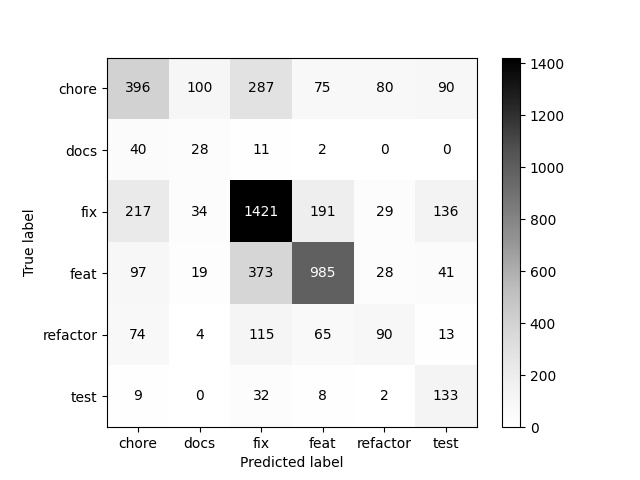 chore 396 100 287 75 80 90
docs 40 28 11 2 0 0
fix 217 34 1421 191 29 136
feat 97 19 373 985 28 41
refactor 74 4 115 65 90 13
test 9 0 32 8 2 133
chore docs fix feat refactor test
Predicted label
True label
1400
1200
1000
800
600
400
200
0